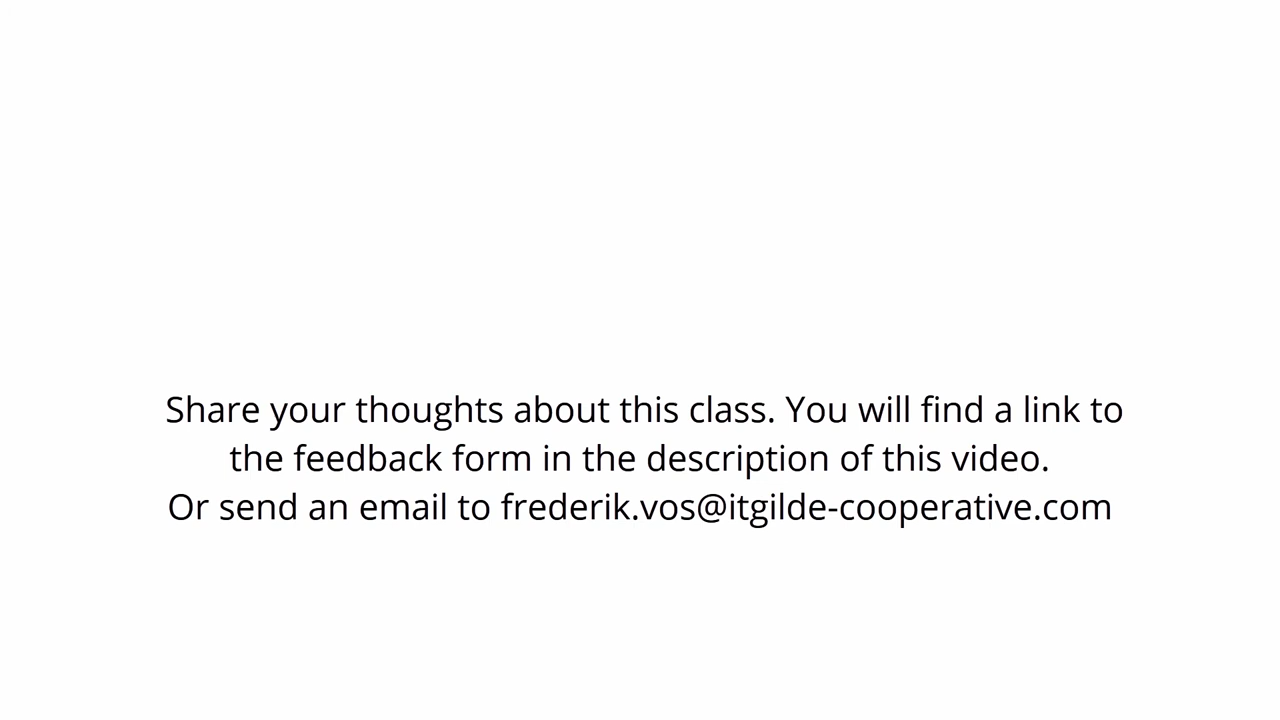 Share your thoughts about this class. You will find a link to
the feedback form in the description of this video.
Or send an email to frederik.vos@itgilde-cooperative.com